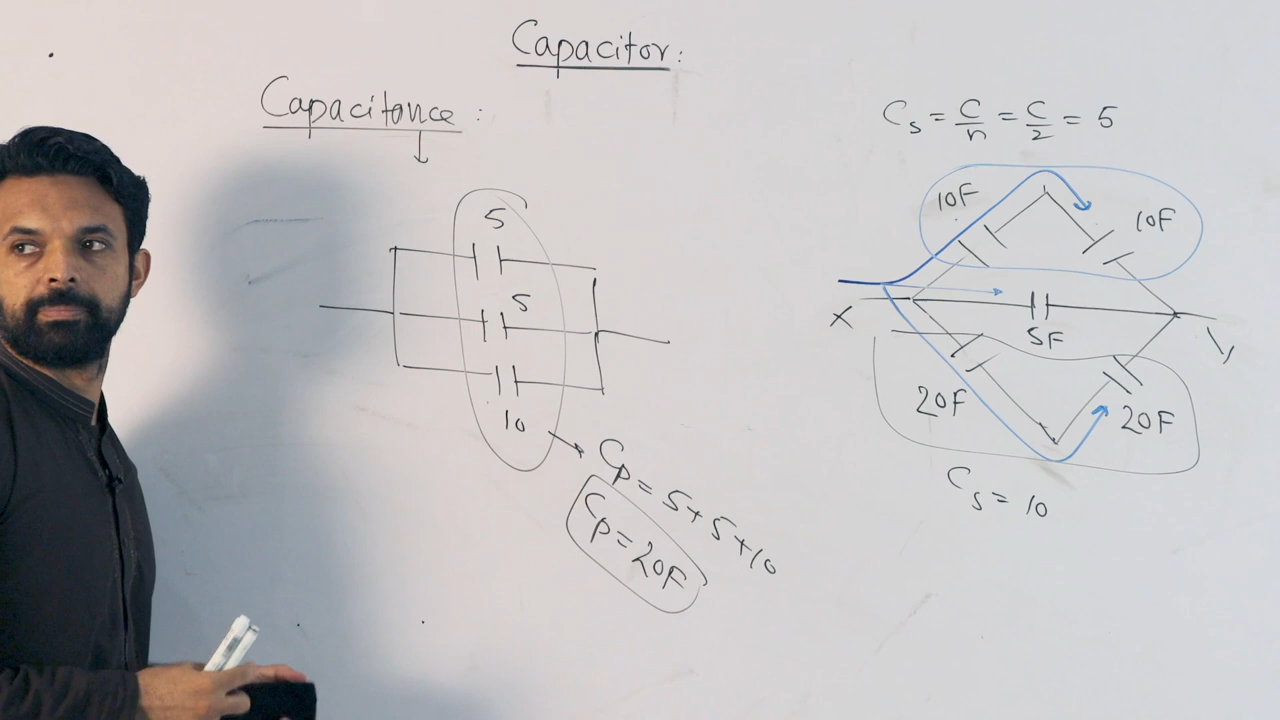 Capacitor:
Capacitance:
5
5
10
Cp = 5+5+10
Cp = 20F
Cs = C/n = C/2 = 5
10F
10F
X
5F
Y
20F
20F
Cs = 10